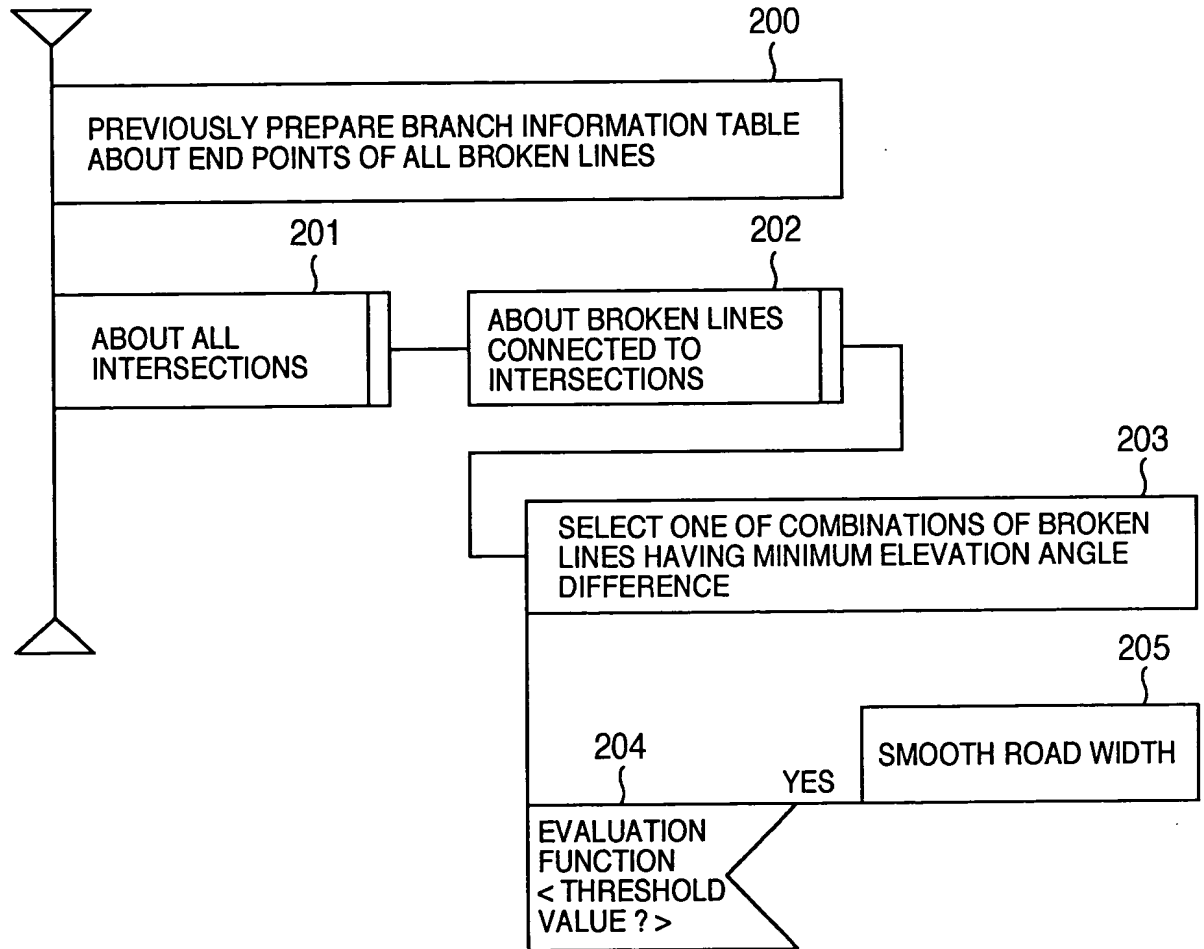 200
PREVIOUSLY PREPARE BRANCH INFORMATION TABLE
ABOUT END POINTS OF ALL BROKEN LINES
201
ABOUT ALL
INTERSECTIONS
202
ABOUT BROKEN LINES
CONNECTED TO
INTERSECTIONS
203
SELECT ONE OF COMBINATIONS OF BROKEN
LINES HAVING MINIMUM ELEVATION ANGLE
DIFFERENCE
204
EVALUATION
FUNCTION
< THRESHOLD
VALUE ? >
YES
205
SMOOTH ROAD WIDTH